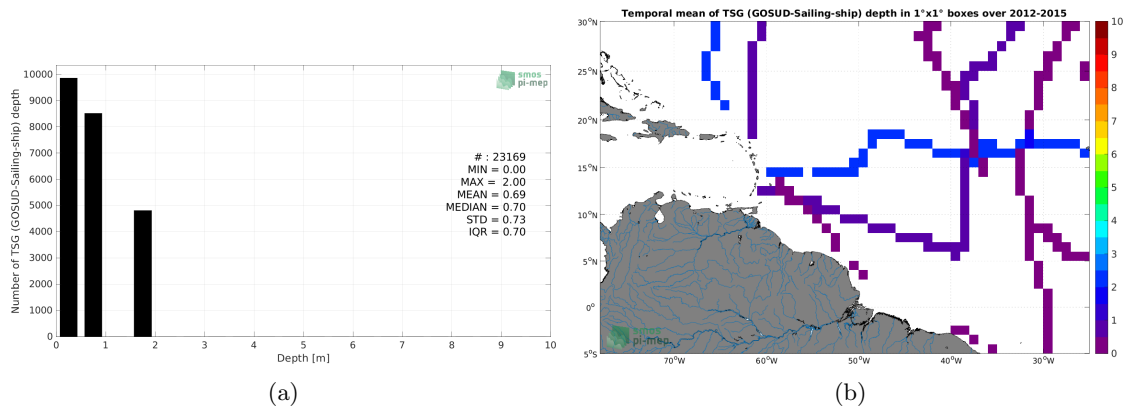 10000
9000
8000
7000
6000
5000
4000
3000
2000
1000
0
Number of TSG (GOSUD-Sailing-ship) depth
smos
pi-mep
# : 23169
MIN = 0.00
MAX = 2.00
MEAN = 0.69
MEDIAN = 0.70
STD = 0.73
IQR = 0.70
0 1 2 3 4 5 6 7 8 9 10
Depth [m]
(a)
Temporal mean of TSG (GOSUD-Sailing-ship) depth in 1°x1° boxes over 2012-2015
30°N
25°N
20°N
15°N
10°N
5°N
0°
5°S
70°W 60°W 50°W 40°W 30°W
smos
pi-mep
10
9
8
7
6
5
4
3
2
1
0
(b)